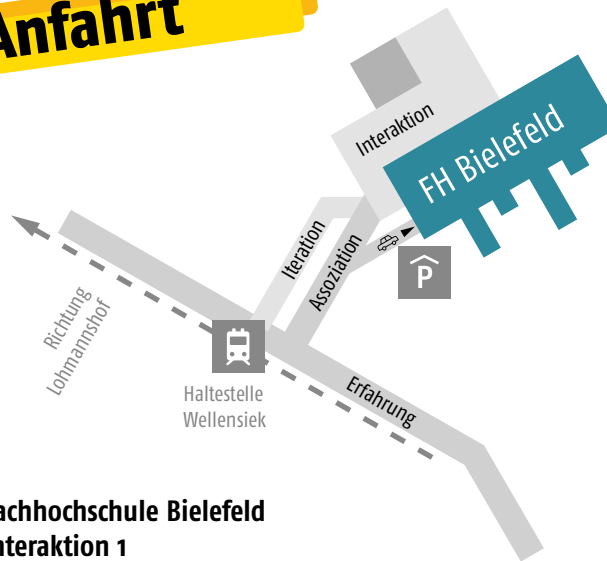 Anfahrt
Interaktion
FH Bielefeld
Iteration
Assoziation
P
Richtung
Lohmannshof
Haltestelle
Wellensiek
Erfahrung
achhochschule Bielefeld
nteraktion 1